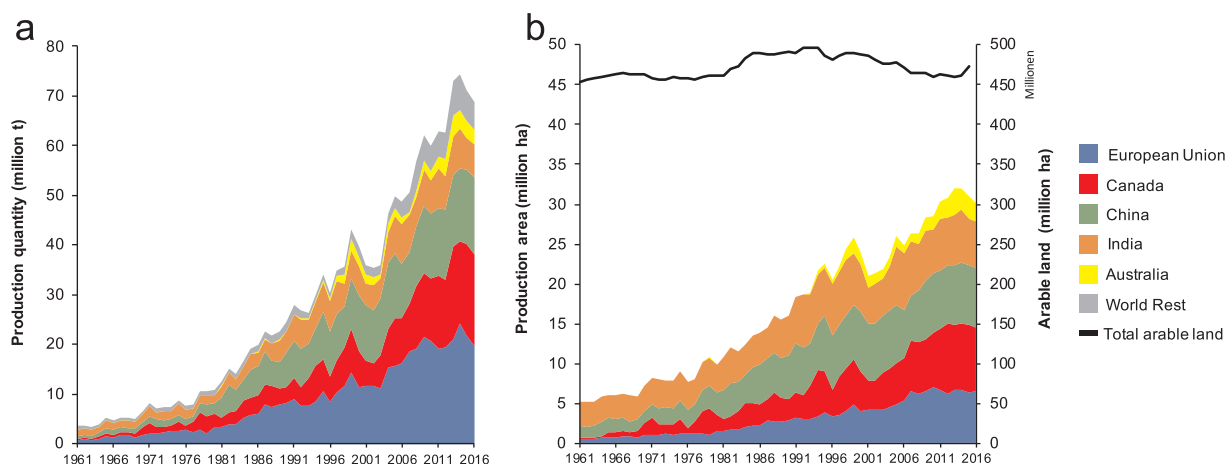 a
Production quantity (million t)
80
70
60
50
40
30
20
10
0
1961 1966 1971 1976 1981 1986 1991 1996 2001 2006 2011 2016
b
Production area (million ha)
50
45
40
35
30
25
20
15
10
5
0
1961 1966 1971 1976 1981 1986 1991 1996 2001 2006 2011 2016
500
450
400
350
300
250
200
150
100
50
0
Arable land (million ha)
Millionen
European Union
Canada
China
India
Australia
World Rest
Total arable land